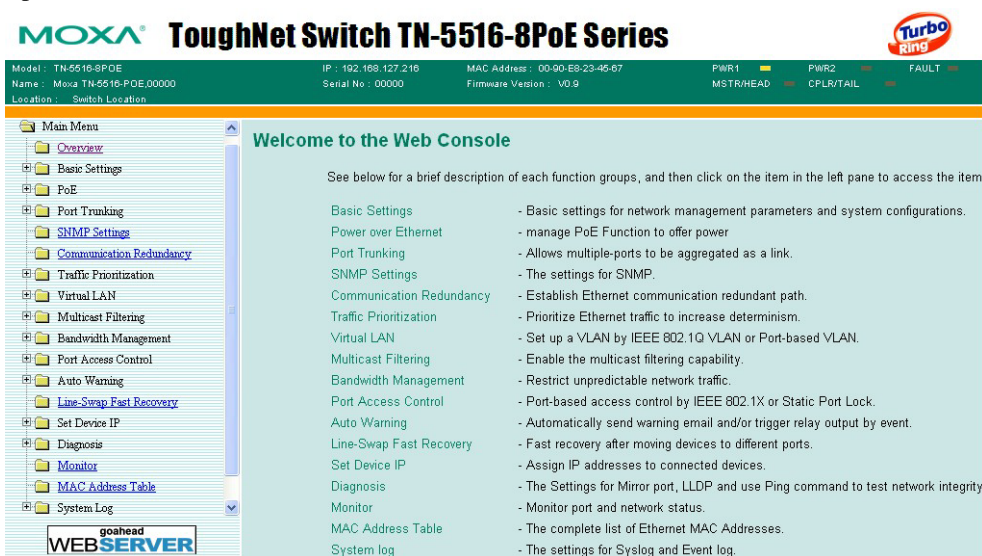 MOXA® ToughNet Switch TN-5516-8PoE Series
Turbo Ring
Model : TN-5516-8POE IP : 192.168.127.216 MAC Address : 00-90-E8-23-45-67 PWR1 PWR2 FAULT
Name : Moxa TN-5516-POE,00000 Serial No : 00000 Firmware Version : V0.9 MSTR/HEAD CPLR/TAIL
Location : Switch Location
Main Menu
Overview
Basic Settings
PoE
Port Trunking
SNMP Settings
Communication Redundancy
Traffic Prioritization
Virtual LAN
Multicast Filtering
Bandwidth Management
Port Access Control
Auto Warning
Line-Swap Fast Recovery
Set Device IP
Diagnosis
Monitor
MAC Address Table
System Log
goahead
WEBSERVER
Welcome to the Web Console
See below for a brief description of each function groups, and then click on the item in the left pane to access the item
Basic Settings - Basic settings for network management parameters and system configurations.
Power over Ethernet - manage PoE Function to offer power
Port Trunking - Allows multiple-ports to be aggregated as a link.
SNMP Settings - The settings for SNMP.
Communication Redundancy - Establish Ethernet communication redundant path.
Traffic Prioritization - Prioritize Ethernet traffic to increase determinism.
Virtual LAN - Set up a VLAN by IEEE 802.1Q VLAN or Port-based VLAN.
Multicast Filtering - Enable the multicast filtering capability.
Bandwidth Management - Restrict unpredictable network traffic.
Port Access Control - Port-based access control by IEEE 802.1X or Static Port Lock.
Auto Warning - Automatically send warning email and/or trigger relay output by event.
Line-Swap Fast Recovery - Fast recovery after moving devices to different ports.
Set Device IP - Assign IP addresses to connected devices.
Diagnosis - The Settings for Mirror port, LLDP and use Ping command to test network integrity
Monitor - Monitor port and network status.
MAC Address Table - The complete list of Ethernet MAC Addresses.
System log - The settings for Syslog and Event log.